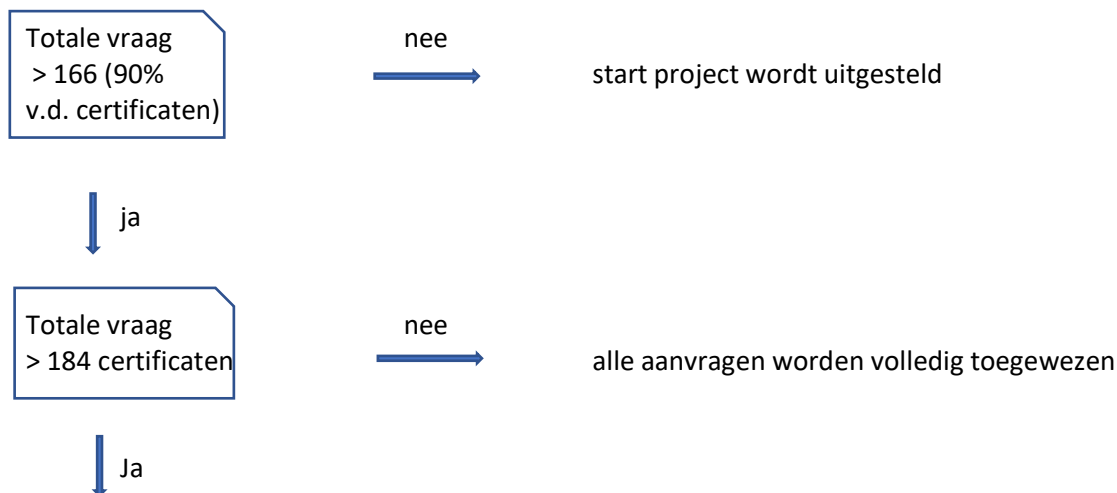 Totale vraag
> 166 (90%
v.d. certificaten)
nee
start project wordt uitgesteld
ja
Totale vraag
> 184 certificaten
nee
alle aanvragen worden volledig toegewezen
Ja